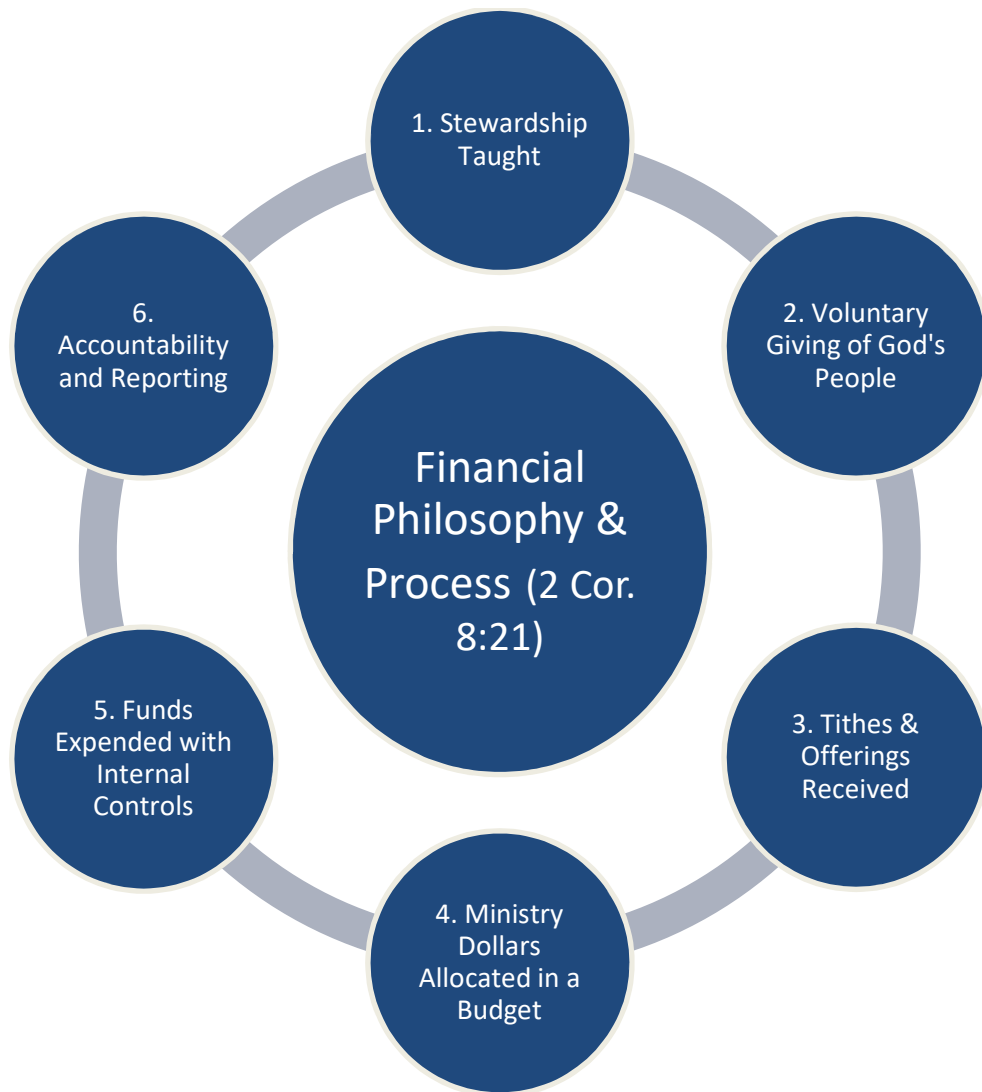 1. Stewardship
Taught
2. Voluntary
Giving of God's
People
3. Tithes &
Offerings
Received
4. Ministry
Dollars
Allocated in a
Budget
5. Funds
Expended with
Internal
Controls
6.
Accountability
and Reporting
Financial
Philosophy &
Process (2 Cor.
8:21)